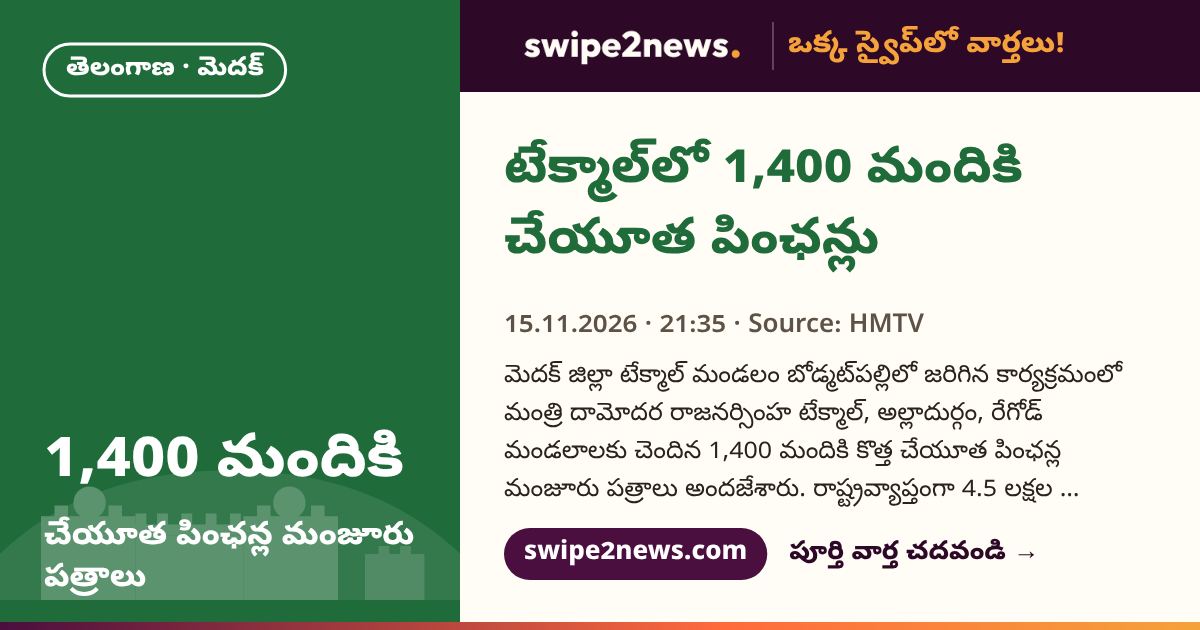 తెలంగాణ · మెదక్
1,400 మందికి
చేయూత పింఛన్ల మంజూరు
పత్రాలు
swipe2news. ఒక్క స్వైప్‌లో వార్తలు!
టేక్మాల్‌లో 1,400 మందికి
చేయూత పింఛన్లు
15.11.2026 · 21:35 · Source: HMTV
మెదక్ జిల్లా టేక్మాల్ మండలం బోడ్మట్‌పల్లిలో జరిగిన కార్యక్రమంలో
మంత్రి దామోదర రాజనర్సింహ టేక్మాల్, అల్లాదుర్గం, రేగోడ్
మండలాలకు చెందిన 1,400 మందికి కొత్త చేయూత పింఛన్ల
మంజూరు పత్రాలు అందజేశారు. రాష్ట్రవ్యాప్తంగా 4.5 లక్షల ...
swipe2news.com పూర్తి వార్త చదవండి →